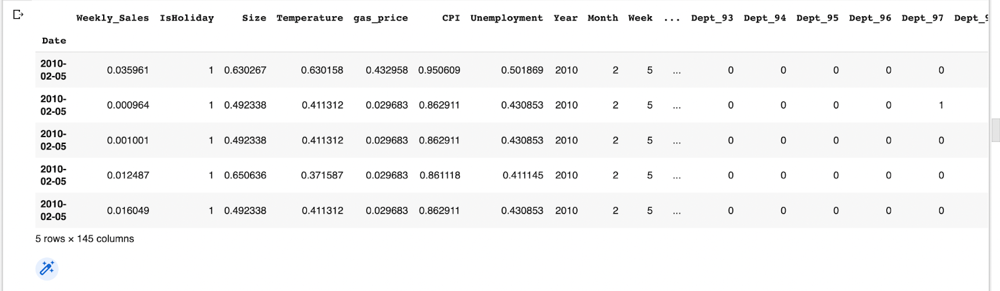 Weekly_Sales IsHoliday Size Temperature gas_price CPI Unemployment Year Month Week ... Dept_93 Dept_94 Dept_95 Dept_96 Dept_97 Dept_9
Date
2010-02-05 0.035961 1 0.630267 0.630158 0.432958 0.950609 0.501869 2010 2 5 ... 0 0 0 0 0
2010-02-05 0.000964 1 0.492338 0.411312 0.029683 0.862911 0.430853 2010 2 5 ... 0 0 0 0 1
2010-02-05 0.001001 1 0.492338 0.411312 0.029683 0.862911 0.430853 2010 2 5 ... 0 0 0 0 0
2010-02-05 0.012487 1 0.650636 0.371587 0.029683 0.861118 0.411145 2010 2 5 ... 0 0 0 0 0
2010-02-05 0.016049 1 0.492338 0.411312 0.029683 0.862911 0.430853 2010 2 5 ... 0 0 0 0 0
5 rows × 145 columns